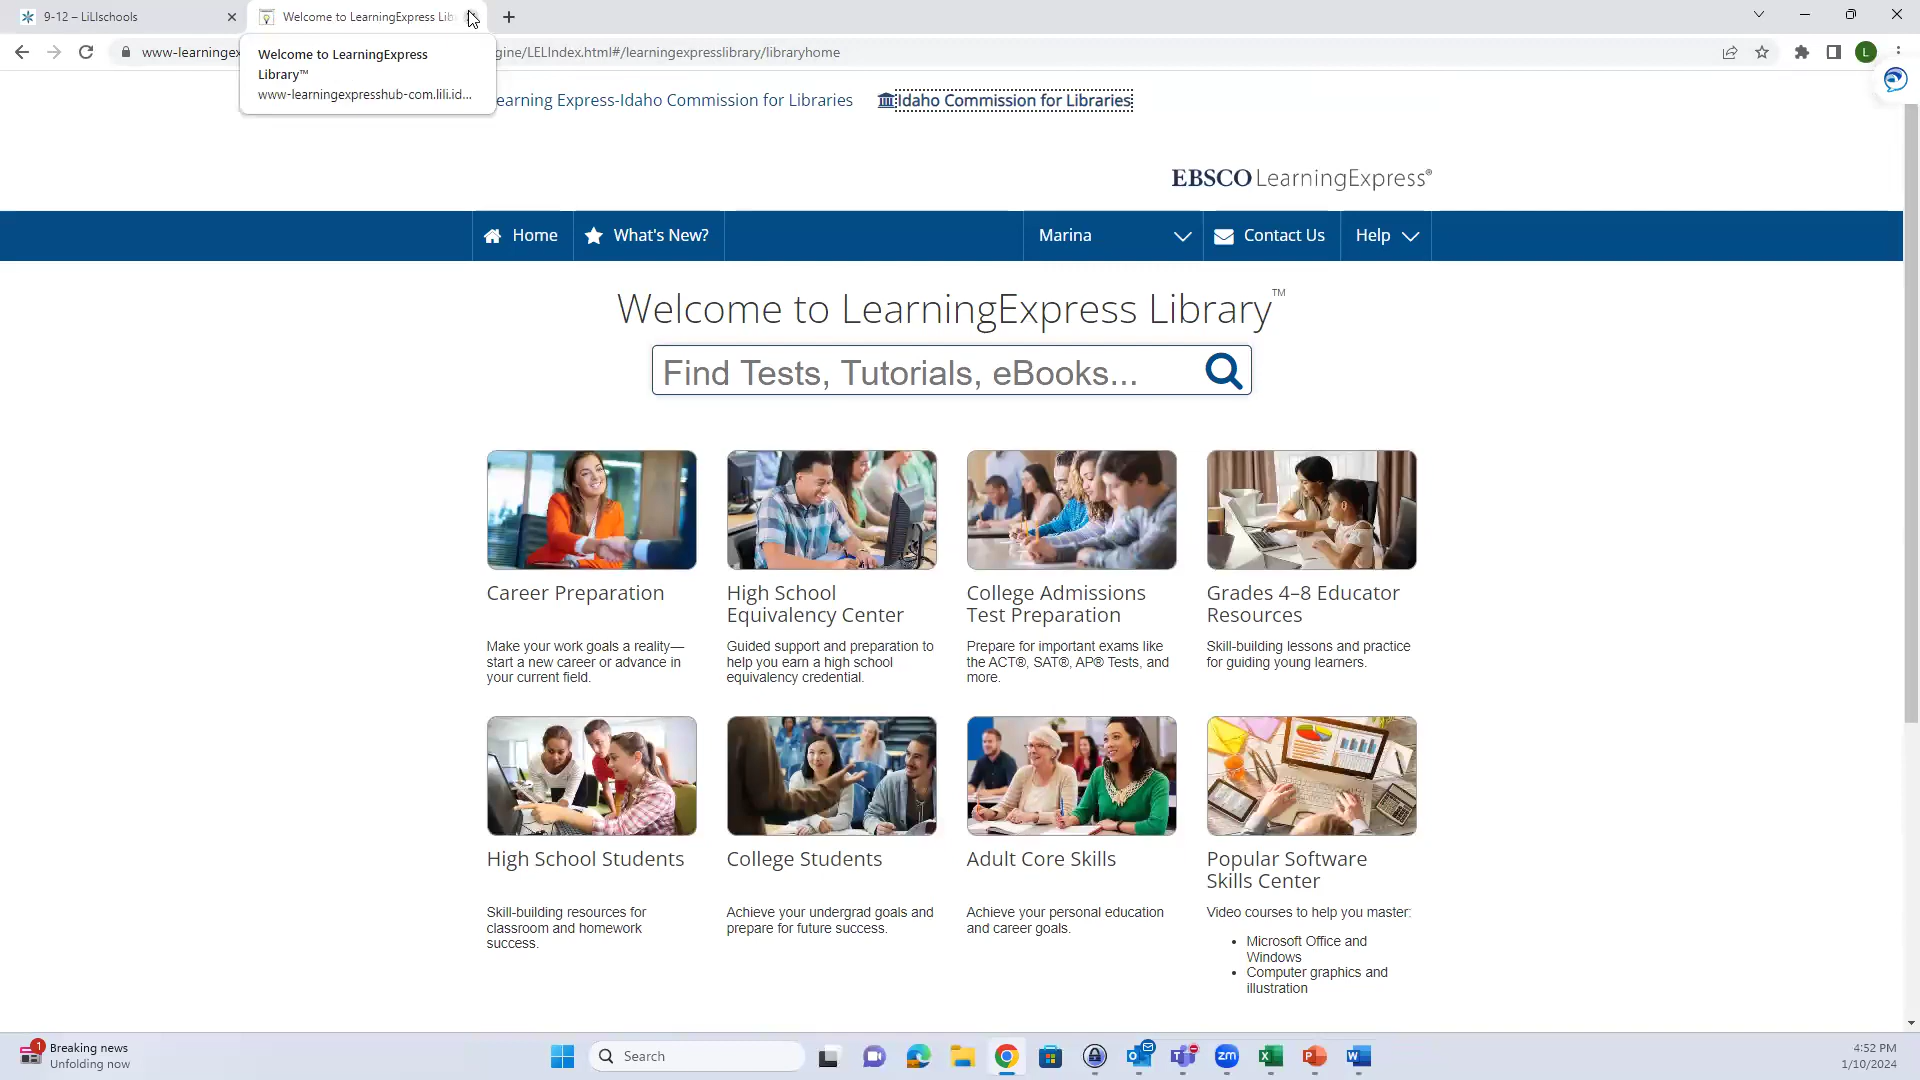 9-12 – LiLIschools
Welcome to LearningExpress Lib
www-learningex
gine/LELIndex.html#/learningexpresslibrary/libraryhome
L
Welcome to LearningExpress
Library™
www-learningexpresshub-com.lili.id...
earning Express-Idaho Commission for Libraries
Idaho Commission for Libraries
EBSCO LearningExpress®
Home
What's New?
Marina
Contact Us
Help
Welcome to LearningExpress Library™
Find Tests, Tutorials, eBooks...
Career Preparation
Make your work goals a reality—
start a new career or advance in
your current field.
High School
Equivalency Center
Guided support and preparation to
help you earn a high school
equivalency credential.
College Admissions
Test Preparation
Prepare for important exams like
the ACT®, SAT®, AP® Tests, and
more.
Grades 4–8 Educator
Resources
Skill-building lessons and practice
for guiding young learners.
High School Students
Skill-building resources for
classroom and homework
success.
College Students
Achieve your undergrad goals and
prepare for future success.
Adult Core Skills
Achieve your personal education
and career goals.
Popular Software
Skills Center
Video courses to help you master:
• Microsoft Office and
Windows
• Computer graphics and
illustration
1
Breaking news
Unfolding now
Search
zm
4:52 PM
1/10/2024